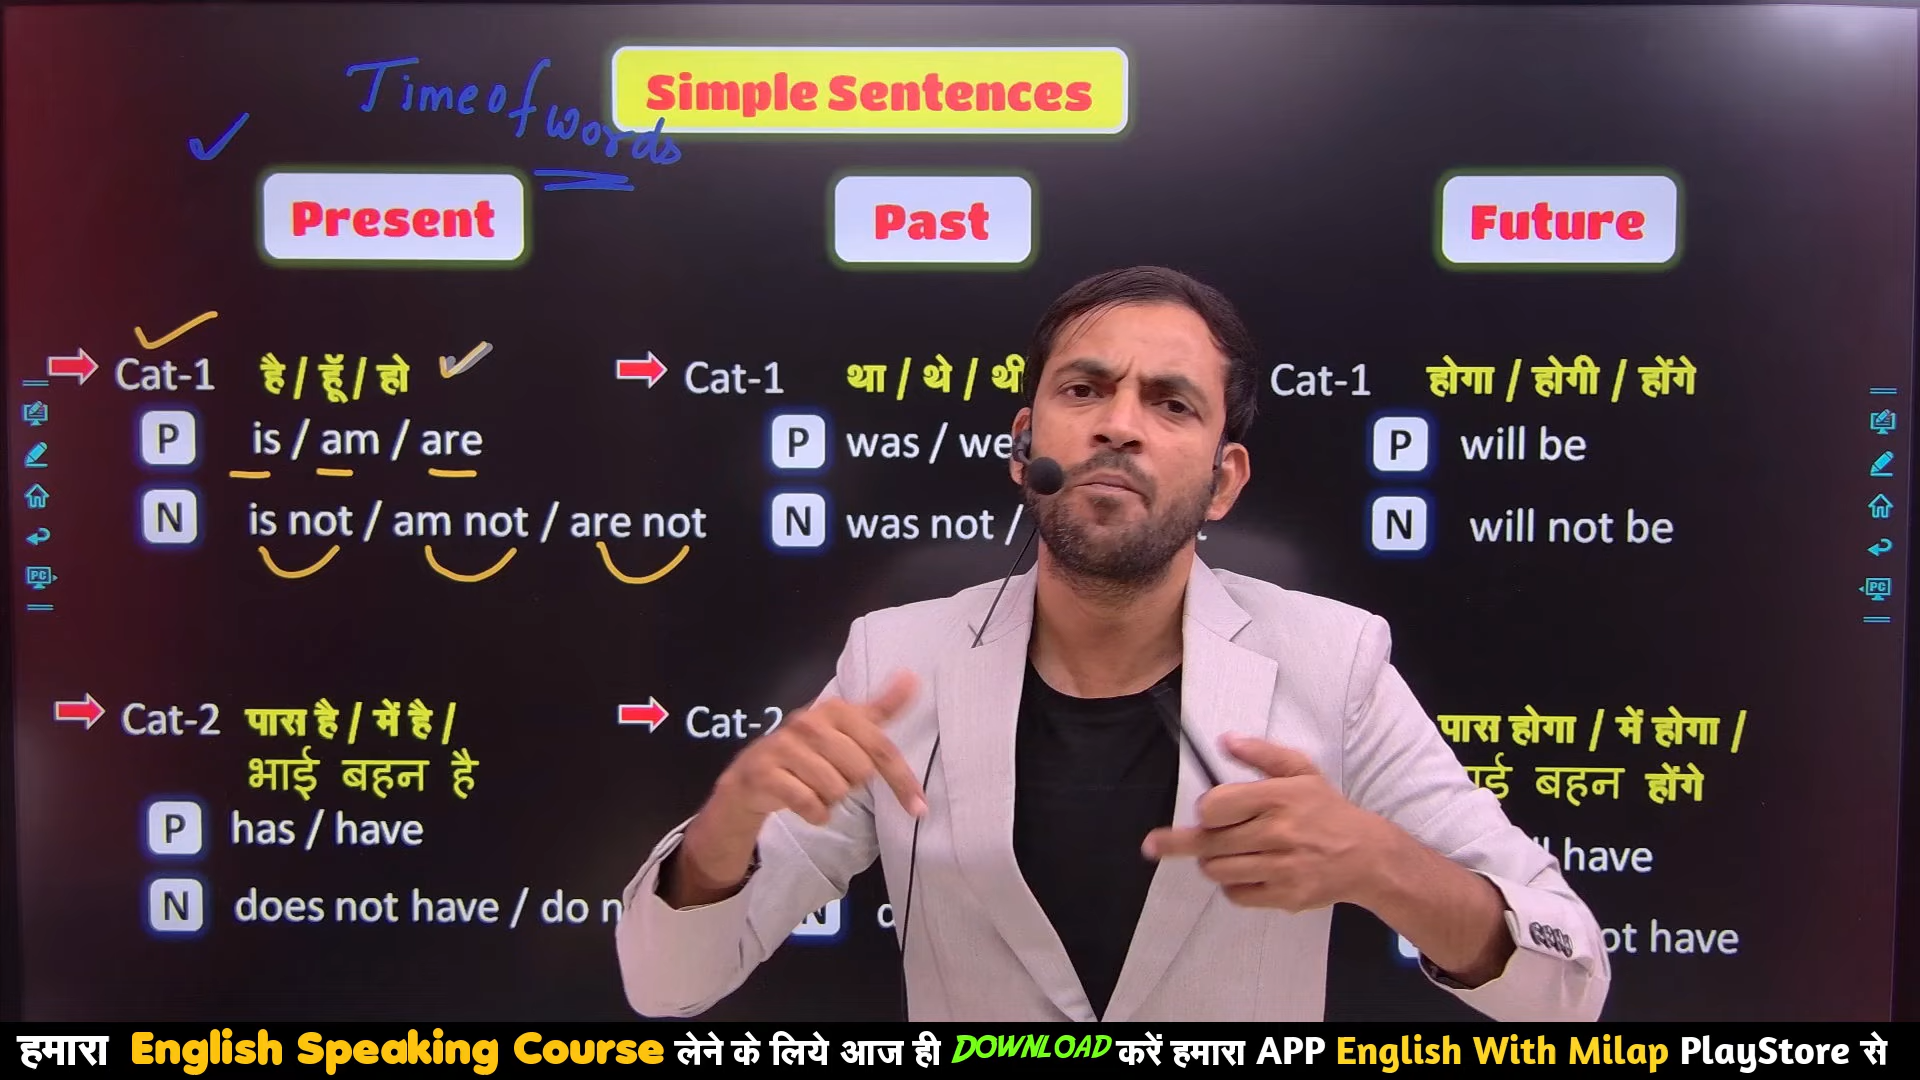 Time of words
Simple Sentences
Present
Past
Future
Cat-1 है / हूँ / हो
P is / am / are
N is not / am not / are not
Cat-1 था / थे / थी
P was /
N was not /
Cat-1 होगा / होगी / होंगे
P will be
N will not be
Cat-2 पास है / में है /
भाई बहन है
P has / have
N does not have / do
Cat-2
N
पास होगा / में होगा /
बहन होंगे
have
have
PC
PC
हमारा English Speaking Course लेने के लिये आज ही DOWNLOAD करें हमारा APP English With Milap PlayStore से